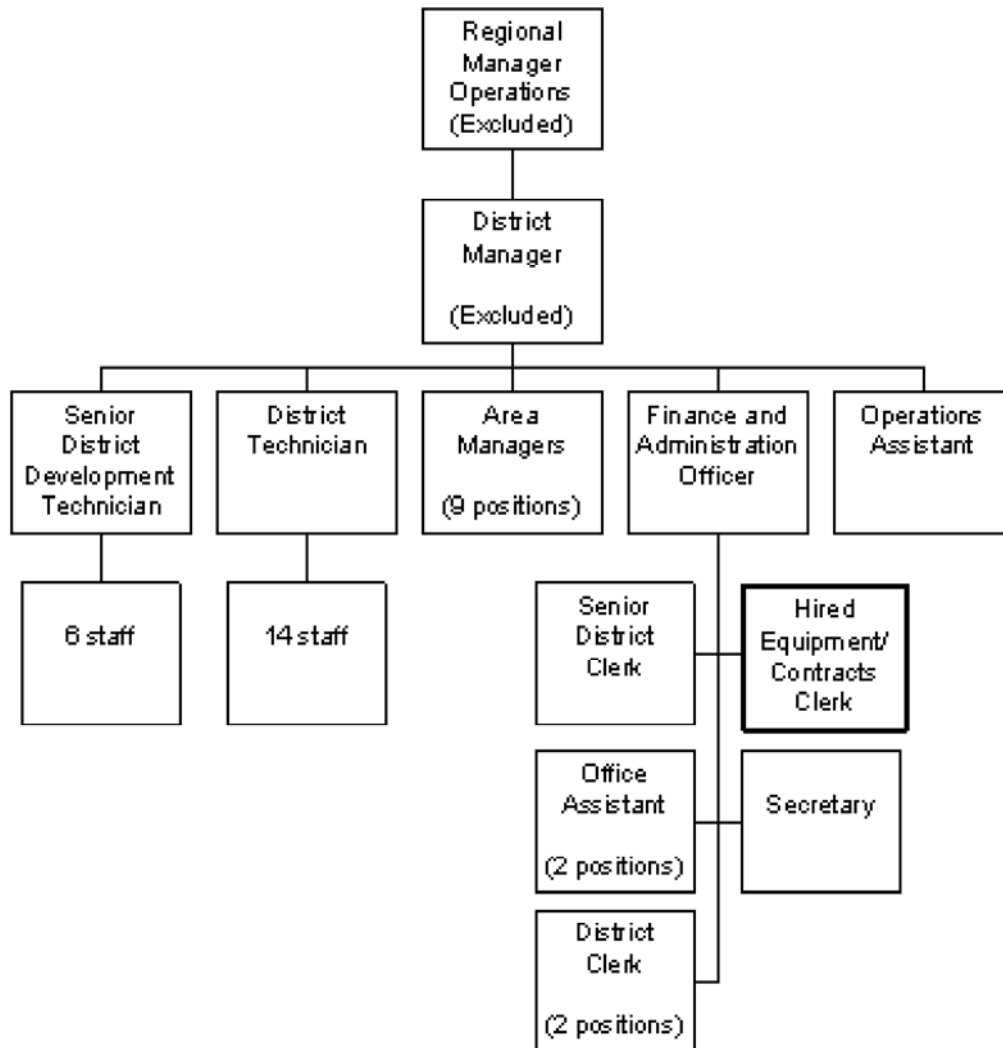 Regional
Manager
Operations
(Excluded)
District
Manager
(Excluded)
Senior
District
Development
Technician
District
Technician
Area
Managers
(9 positions)
Finance and
Administration
Officer
Operations
Assistant
6 staff
14 staff
Senior
District
Clerk
Hired
Equipment/
Contracts
Clerk
Office
Assistant
(2 positions)
Secretary
District
Clerk
(2 positions)